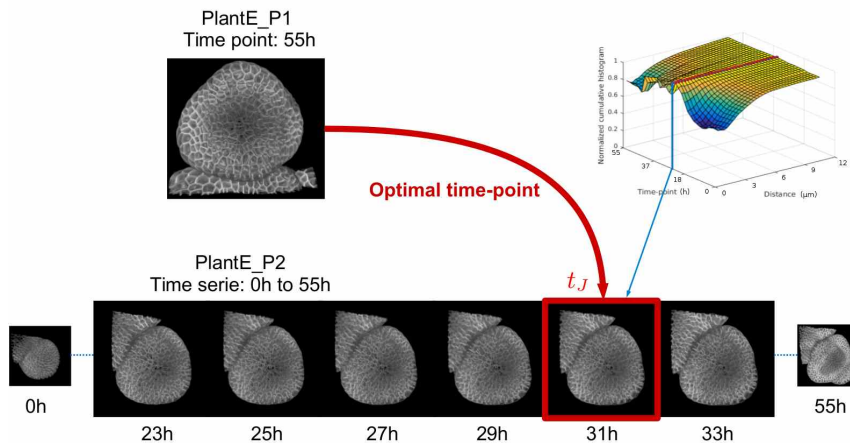 PlantE_P1
Time point: 55h
Normalized cumulative histogram
1
0.8
0.6
0.4
0.2
0
55
37
18
0
Time-point (h)
0
3
6
9
12
Distance (µm)
Optimal time-point
PlantE_P2
Time serie: 0h to 55h
t_J
0h
23h
25h
27h
29h
31h
33h
55h